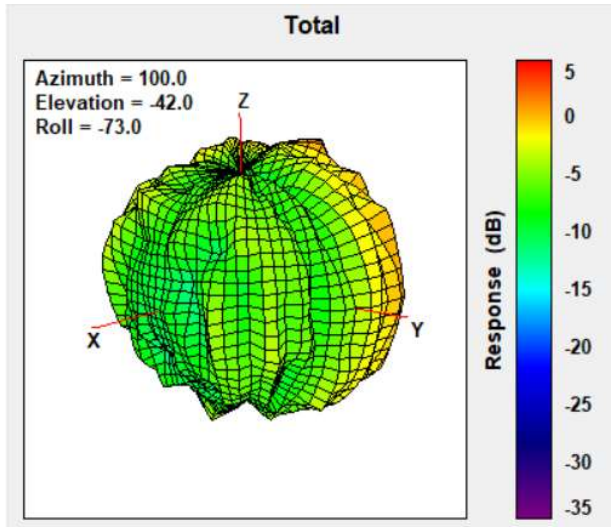 Total
Azimuth = 100.0
Elevation = -42.0
Roll = -73.0
Z
X
Y
Response (dB)
5
0
-5
-10
-15
-20
-25
-30
-35